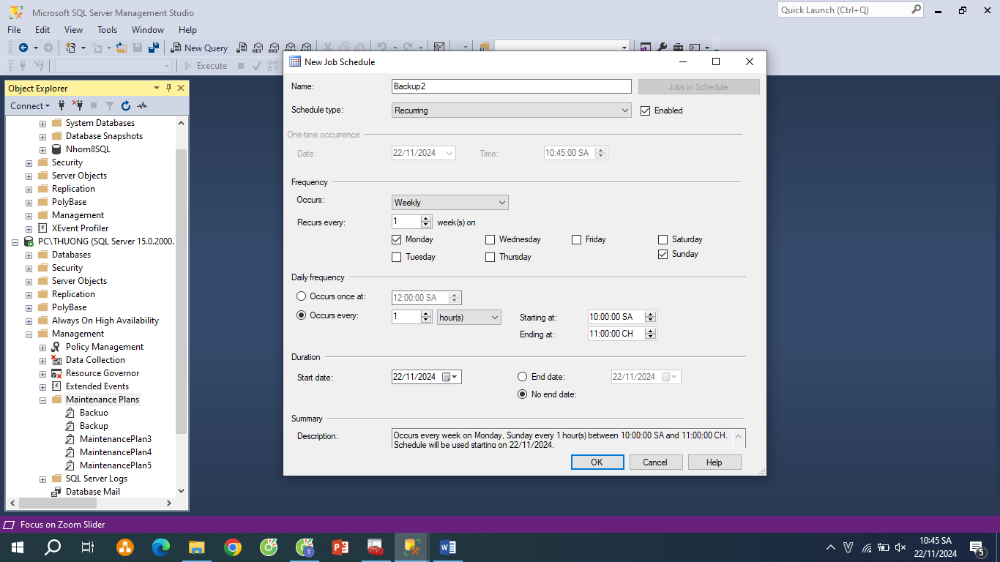 Microsoft SQL Server Management Studio
Quick Launch (Ctrl+Q)
File Edit View Tools Window Help
New Query
MDX DMX XMLA DAX
Execute
Object Explorer
Connect
System Databases
Database Snapshots
Nhom8SQL
Security
Server Objects
Replication
PolyBase
Management
XEvent Profiler
PC\THUONG (SQL Server 15.0.2000.
Databases
Security
Server Objects
Replication
PolyBase
Always On High Availability
Management
Policy Management
Data Collection
Resource Governor
Extended Events
Maintenance Plans
Backuo
Backup
MaintenancePlan3
MaintenancePlan4
MaintenancePlan5
SQL Server Logs
Database Mail
New Job Schedule
Name: Backup2 Jobs in Schedule
Schedule type: Recurring Enabled
One-time occurrence
Date: 22/11/2024 Time: 10:45:00 SA
Frequency
Occurs: Weekly
Recurs every: 1 week(s) on
Monday Wednesday Friday Saturday
Tuesday Thursday Sunday
Daily frequency
Occurs once at: 12:00:00 SA
Occurs every: 1 hour(s) Starting at: 10:00:00 SA
Ending at: 11:00:00 CH
Duration
Start date: 22/11/2024 End date: 22/11/2024
No end date:
Summary
Description: Occurs every week on Monday, Sunday every 1 hour(s) between 10:00:00 SA and 11:00:00 CH.
Schedule will be used starting on 22/11/2024.
OK Cancel Help
Focus on Zoom Slider
10:45 SA
22/11/2024
5